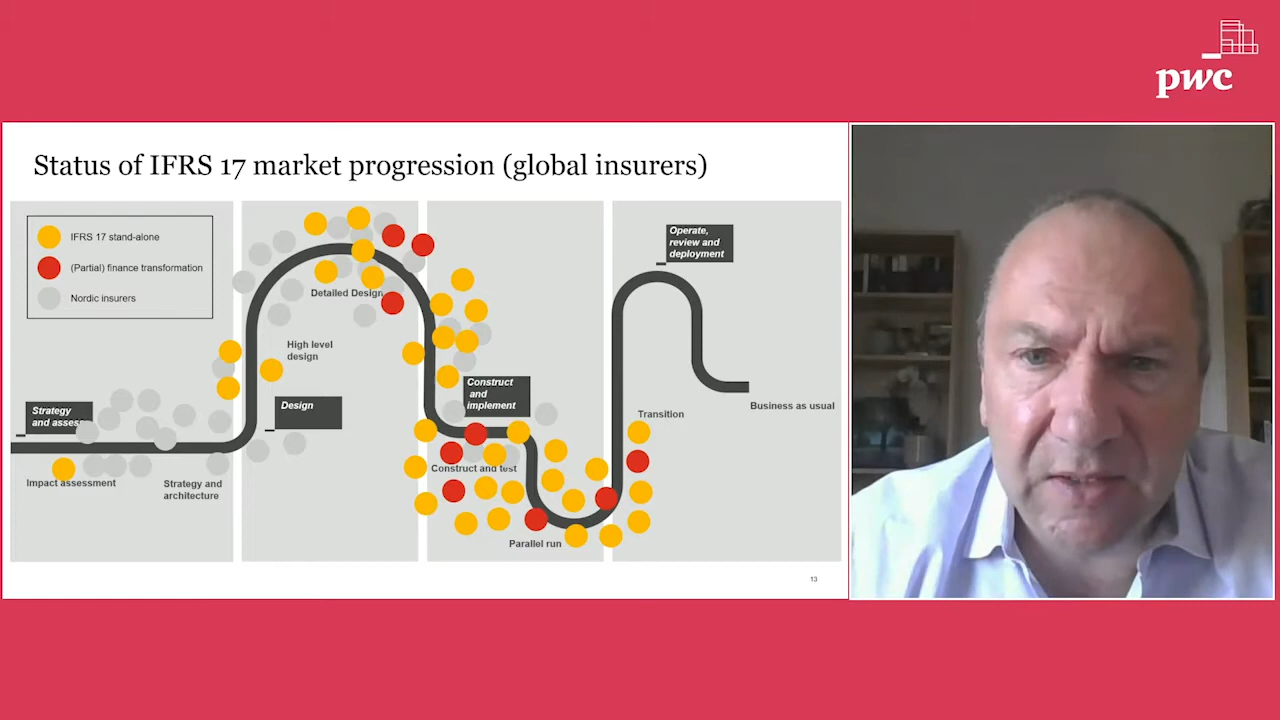 pwc
Status of IFRS 17 market progression (global insurers)
IFRS 17 stand-alone
(Partial) finance transformation
Nordic insurers
Operate,
review and
deployment
Detailed Design
High level
design
Construct
and
implement
Design
Strategy
and assess
Transition
Business as usual
Construct and test
Impact assessment
Strategy and
architecture
Parallel run
13